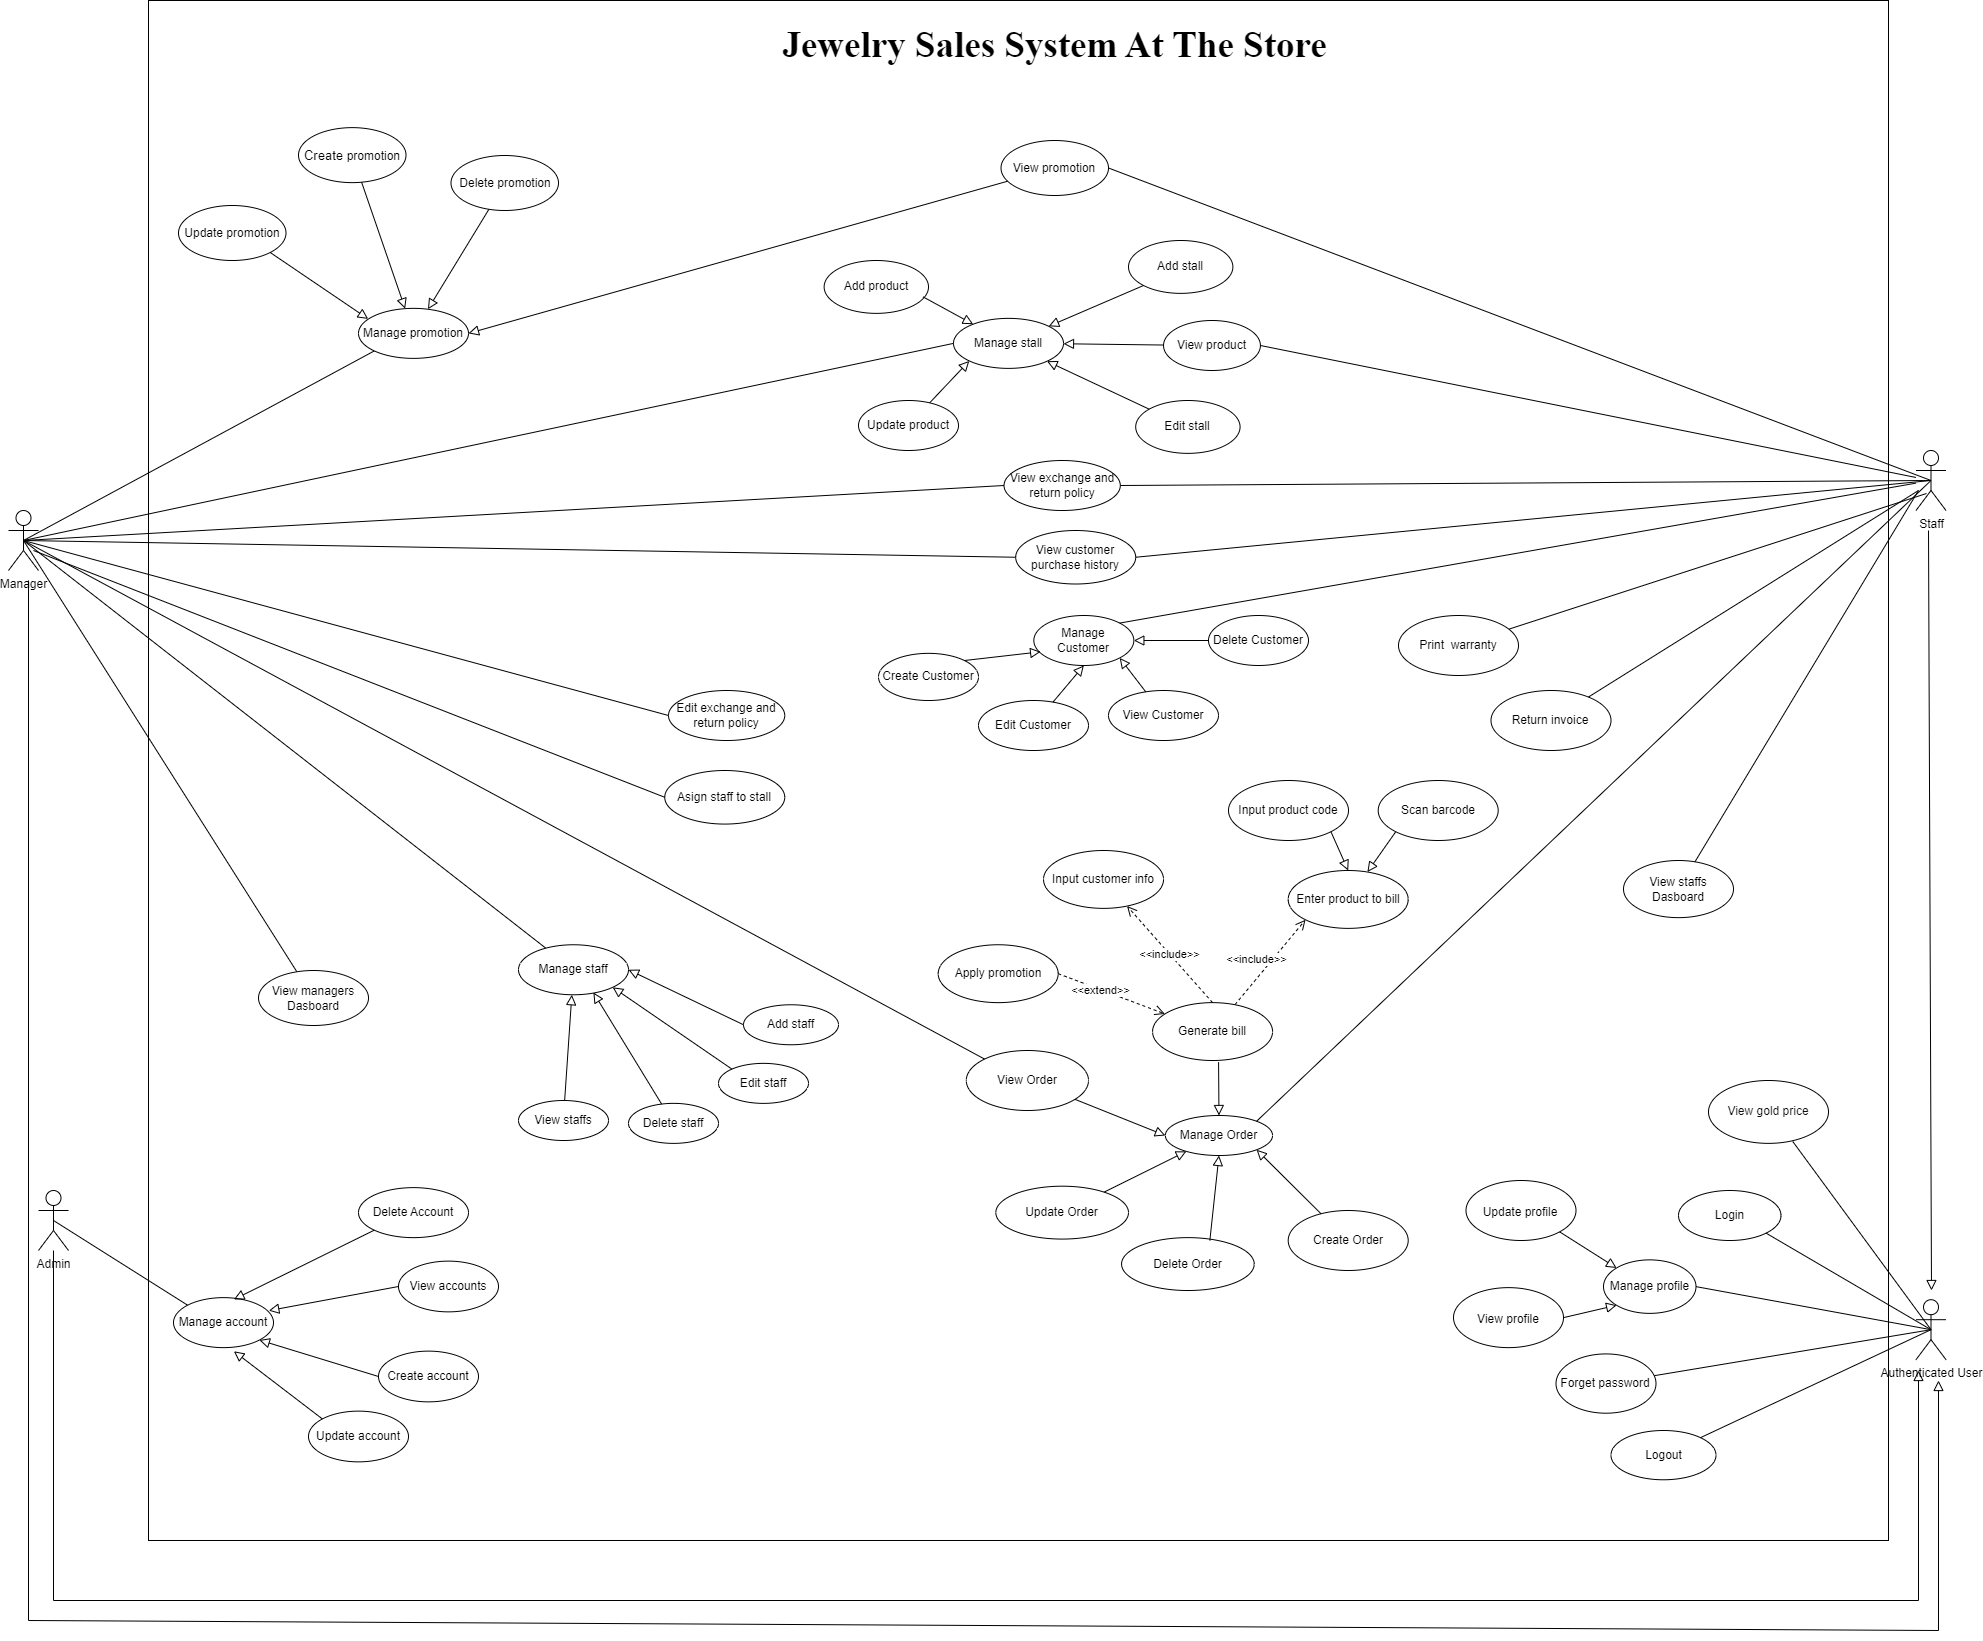 Jewelry Sales System At The Store
Create promotion
Delete promotion
View promotion
Update promotion
Add stall
Add product
Manage promotion
Manage stall
View product
Update product
Edit stall
View exchange and
return policy
Staff
View customer
purchase history
Manager
Manage
Customer
Delete Customer
Print  warranty
Create Customer
Edit exchange and
return policy
Edit Customer
View Customer
Return invoice
Asign staff to stall
Input product code
Scan barcode
Input customer info
Enter product to bill
View staffs
Dasboard
<<include>>
<<include>>
Manage staff
Apply promotion
<<extend>>
View managers
Dasboard
Add staff
Generate bill
Edit staff
View Order
View staffs
Delete staff
Manage Order
View gold price
Delete Account
Update Order
Update profile
Login
Create Order
Admin
Delete Order
View accounts
Manage profile
Manage account
View profile
Create account
Forget password
Authenticated User
Update account
Logout